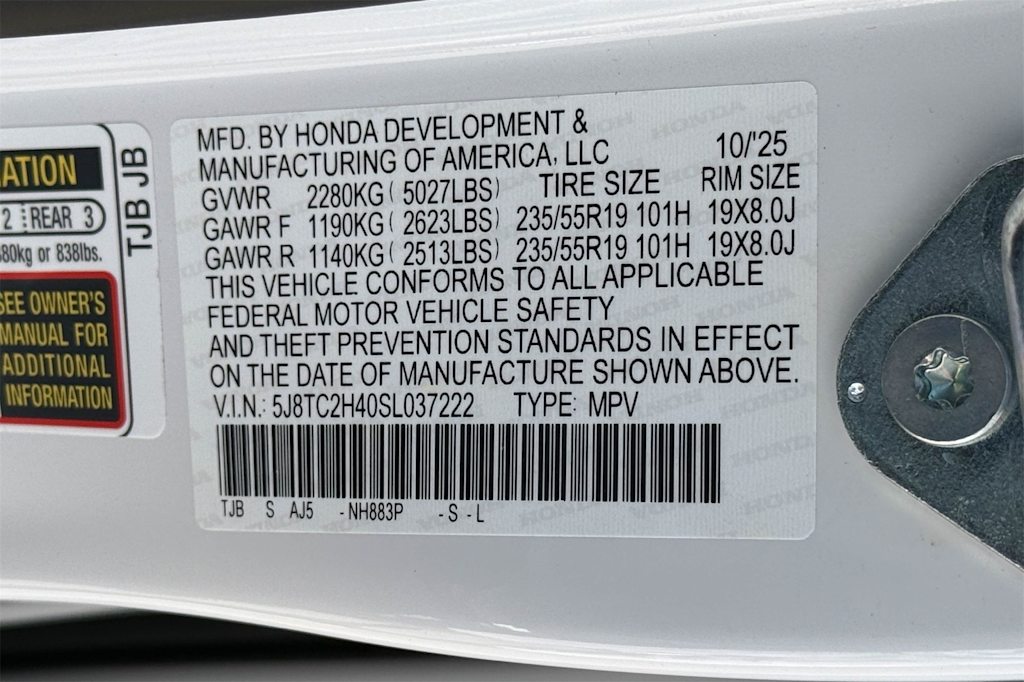 ATION
2 REAR 3
80kg or 838lbs.
SEE OWNER'S
MANUAL FOR
ADDITIONAL
INFORMATION
TJB JB
MFD. BY HONDA DEVELOPMENT &
MANUFACTURING OF AMERICA, LLC 10/'25
GVWR 2280KG ( 5027LBS) TIRE SIZE RIM SIZE
GAWR F 1190KG ( 2623LBS) 235/55R19 101H 19X8.0J
GAWR R 1140KG ( 2513LBS) 235/55R19 101H 19X8.0J
THIS VEHICLE CONFORMS TO ALL APPLICABLE
FEDERAL MOTOR VEHICLE SAFETY
AND THEFT PREVENTION STANDARDS IN EFFECT
ON THE DATE OF MANUFACTURE SHOWN ABOVE.
V.I.N.: 5J8TC2H40SL037222 TYPE: MPV
TJB S AJ5 -NH883P -S -L